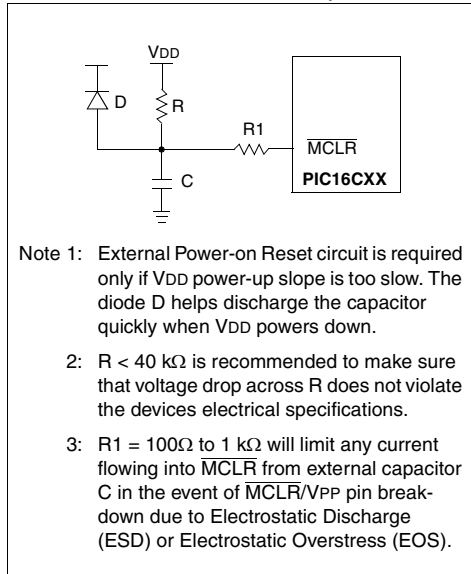 VDD
D
R
R1
MCLR
C
PIC16CXX
Note 1: External Power-on Reset circuit is required
only if VDD power-up slope is too slow. The
diode D helps discharge the capacitor
quickly when VDD powers down.
2: R < 40 kΩ is recommended to make sure
that voltage drop across R does not violate
the devices electrical specifications.
3: R1 = 100Ω to 1 kΩ will limit any current
flowing into MCLR from external capacitor
C in the event of MCLR/VPP pin break-
down due to Electrostatic Discharge
(ESD) or Electrostatic Overstress (EOS).